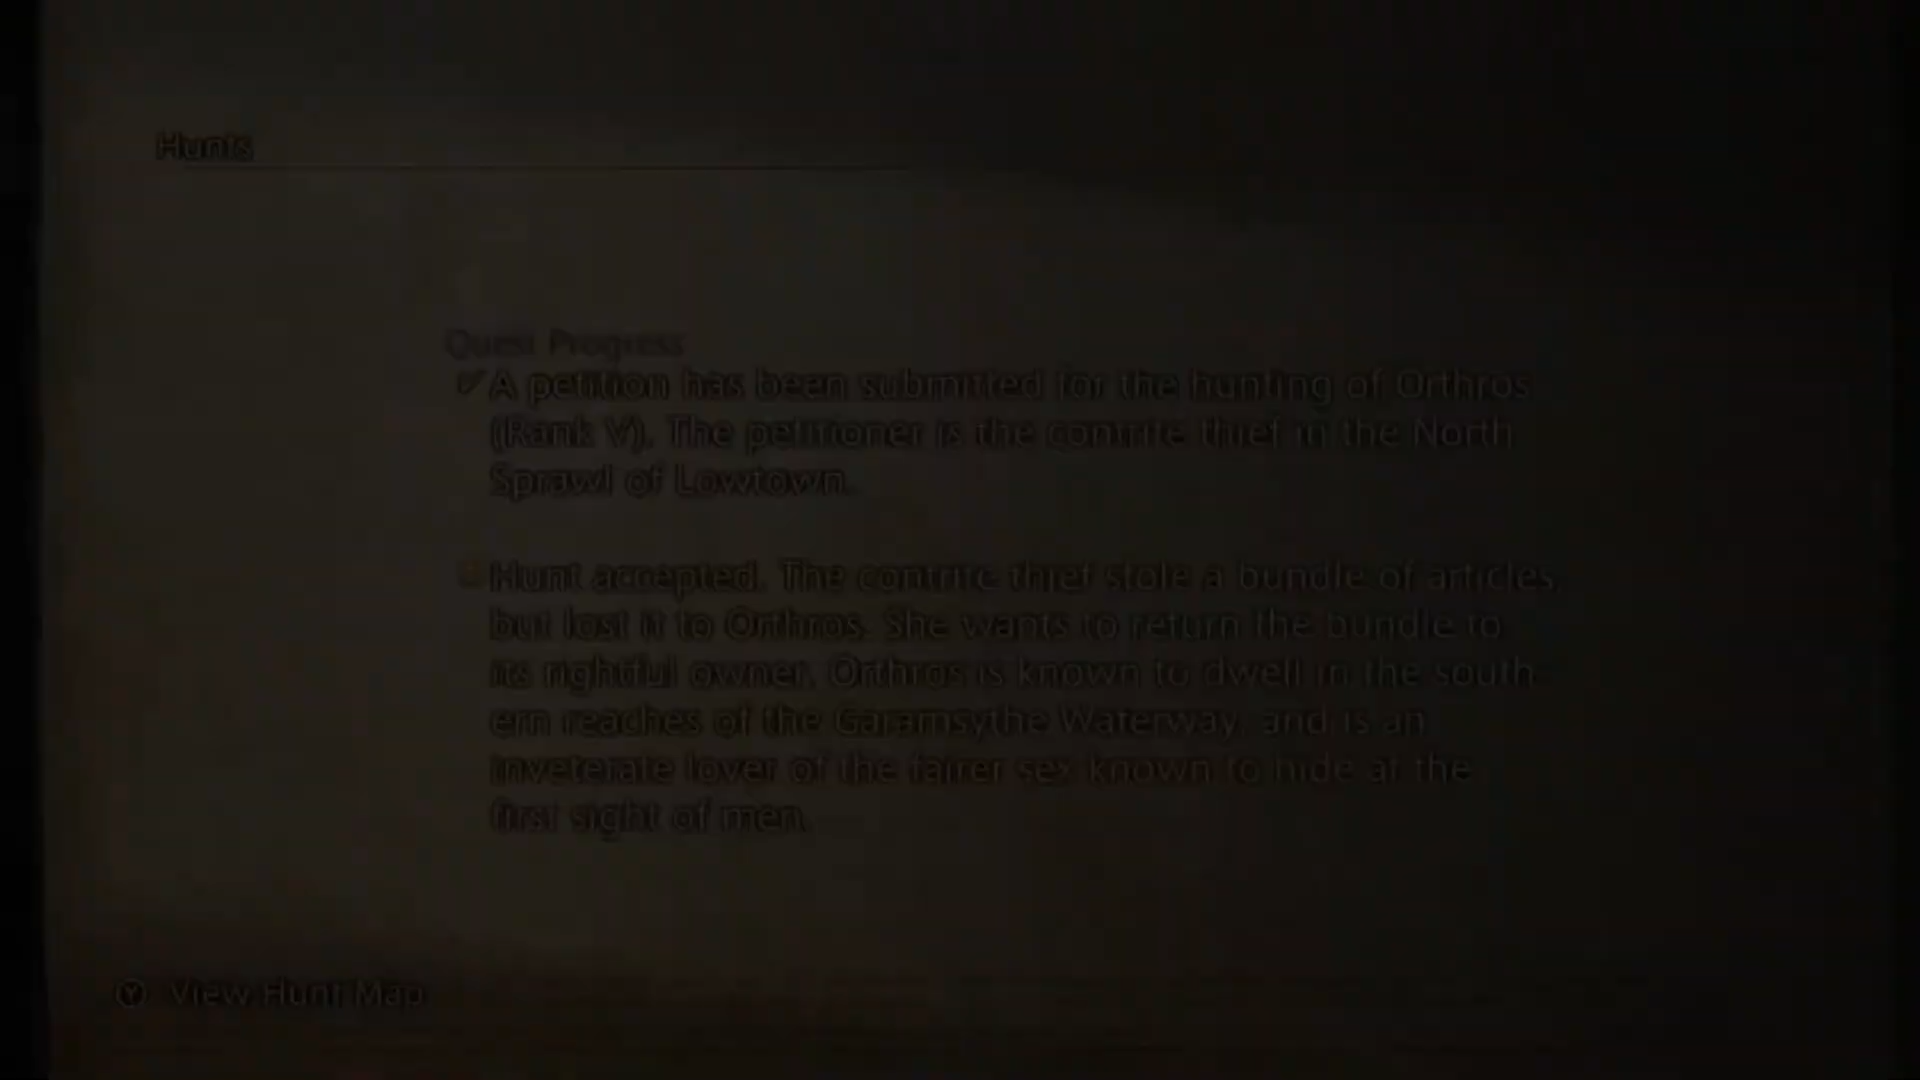 Hunts
Quest Progress
✓ A petition has been submitted for the hunting of Orthros
(Rank V). The petitioner is the contrite thief in the North
Sprawl of Lowtown.
Hunt accepted. The contrite thief stole a bundle of articles,
but lost it to Orthros. She wants to return the bundle to
its rightful owner. Orthros is known to dwell in the south-
ern reaches of the Garamsythe Waterway, and is an
inveterate lover of the fairer sex known to hide at the
first sight of men.
Y View Hunt Map